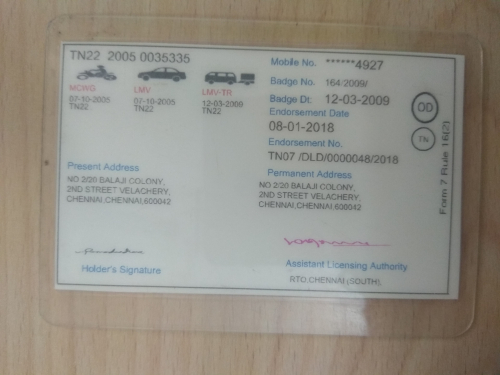 TN22 2005 0035335
MCWG
07-10-2005
TN22
LMV
07-10-2005
TN22
LMV-TR
12-03-2009
TN22
Mobile No. ******4927
Badge No. 164/2009/
Badge Dt: 12-03-2009
Endorsement Date
08-01-2018
Endorsement No.
TN07 /DLD/0000048/2018
OD
TN
Form 7 Rule 16(2)
Present Address
NO 2/20 BALAJI COLONY,
2ND STREET VELACHERY,
CHENNAI,CHENNAI,600042
Permanent Address
NO 2/20 BALAJI COLONY,
2ND STREET VELACHERY,
CHENNAI,CHENNAI,600042
Holder's Signature
Assistant Licensing Authority
RTO,CHENNAI (SOUTH),